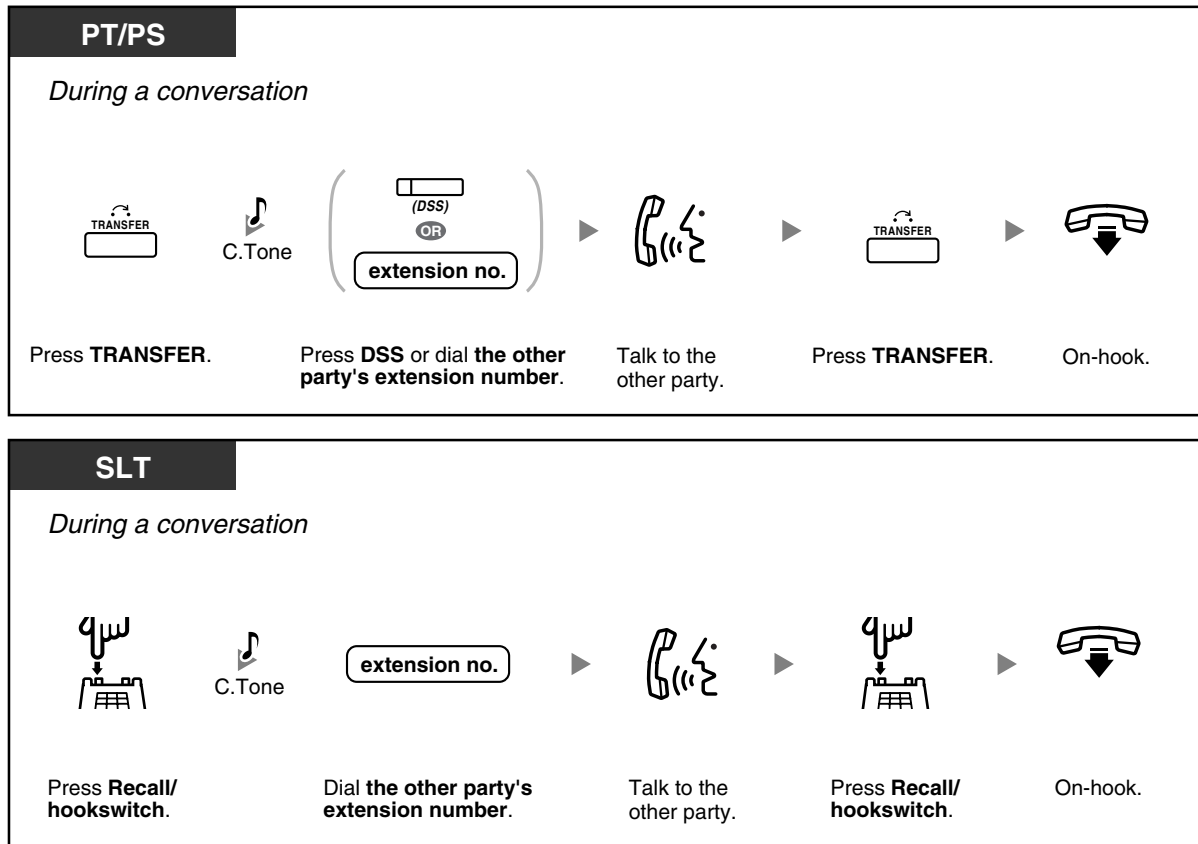 PT/PS
During a conversation
TRANSFER
C.Tone
(DSS)
OR
extension no.
TRANSFER
Press TRANSFER.
Press DSS or dial the other
party's extension number.
Talk to the
other party.
Press TRANSFER.
On-hook.
SLT
During a conversation
C.Tone
extension no.
Press Recall/
hookswitch.
Dial the other party's
extension number.
Talk to the
other party.
Press Recall/
hookswitch.
On-hook.